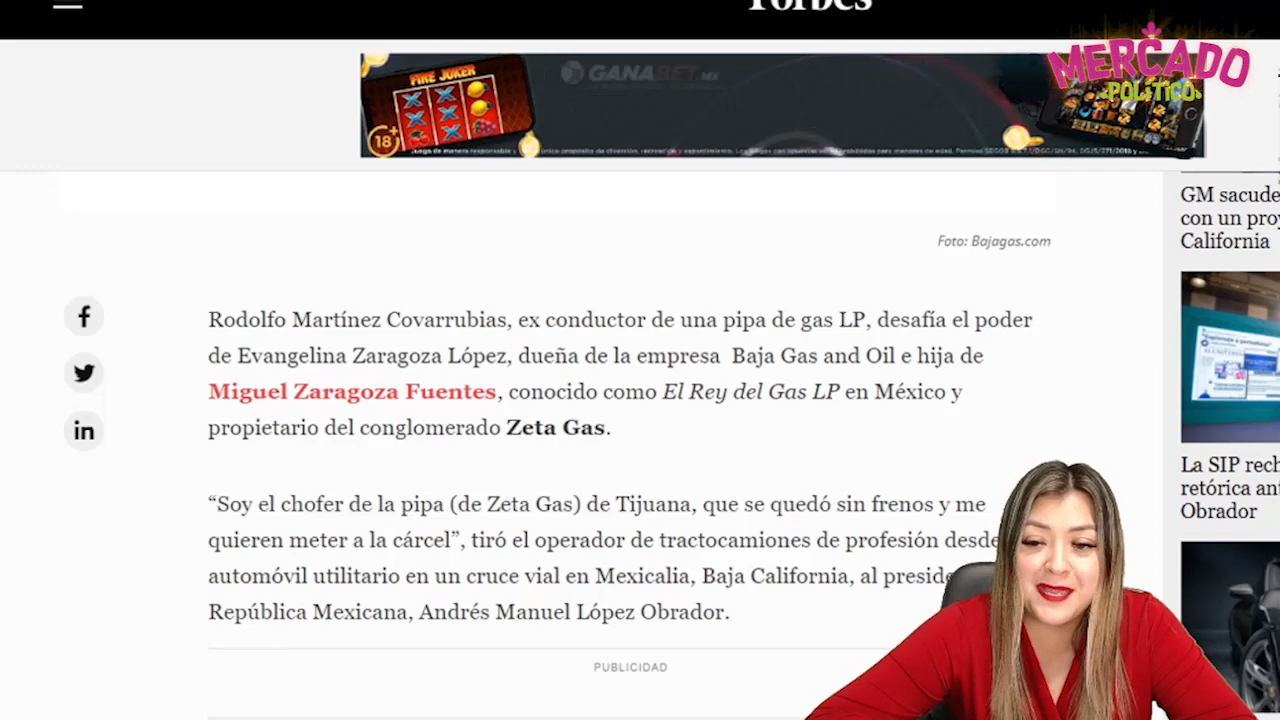 Forbes
MERCADO
POLÍTICO
FIRE JOKER
GANABET.MX
18+
GM sacude
con un proy
California
Foto: Bajagas.com
Rodolfo Martínez Covarrubias, ex conductor de una pipa de gas LP, desafía el poder
de Evangelina Zaragoza López, dueña de la empresa Baja Gas and Oil e hija de
Miguel Zaragoza Fuentes, conocido como El Rey del Gas LP en México y
propietario del conglomerado Zeta Gas.
La SIP rech
retórica ant
Obrador
“Soy el chofer de la pipa (de Zeta Gas) de Tijuana, que se quedó sin frenos y me
quieren meter a la cárcel”, tiró el operador de tractocamiones de profesión desde
automóvil utilitario en un cruce vial en Mexicalia, Baja California, al preside
República Mexicana, Andrés Manuel López Obrador.
PUBLICIDAD